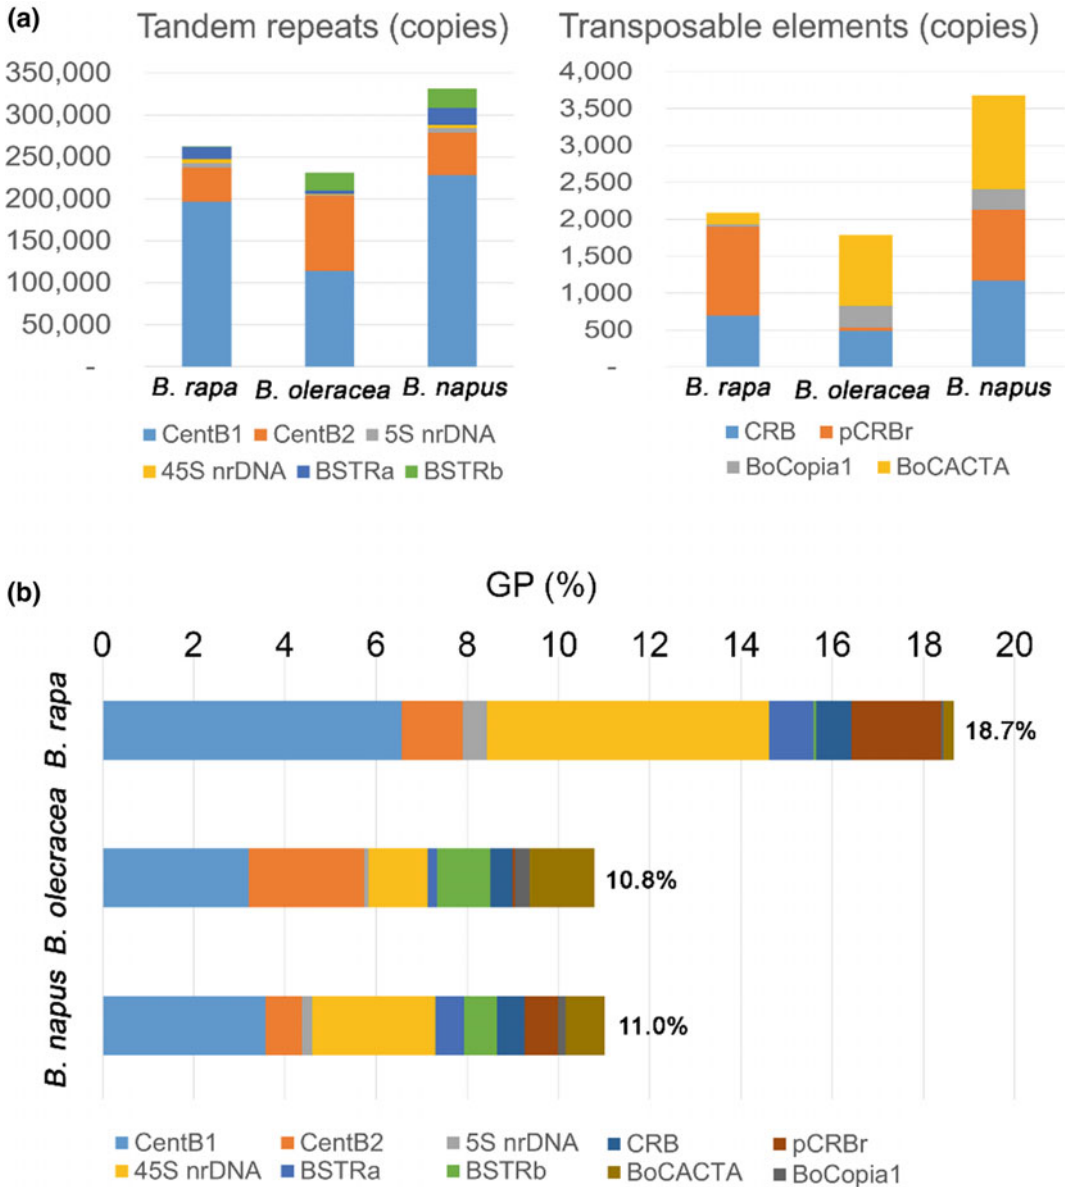 (a)
Tandem repeats (copies)
350,000
300,000
250,000
200,000
150,000
100,000
50,000
-
B. rapa B. oleracea B. napus
CentB1 CentB2 5S nrDNA
45S nrDNA BSTRa BSTRb
Transposable elements (copies)
4,000
3,500
3,000
2,500
2,000
1,500
1,000
500
-
B. rapa B. oleracea B. napus
CRB pCRBr
BoCopia1 BoCACTA
(b)
GP (%)
0 2 4 6 8 10 12 14 16 18 20
B. rapa
18.7%
B. olecracea
10.8%
B. napus
11.0%
CentB1 CentB2 5S nrDNA CRB pCRBr
45S nrDNA BSTRa BSTRb BoCACTA BoCopia1